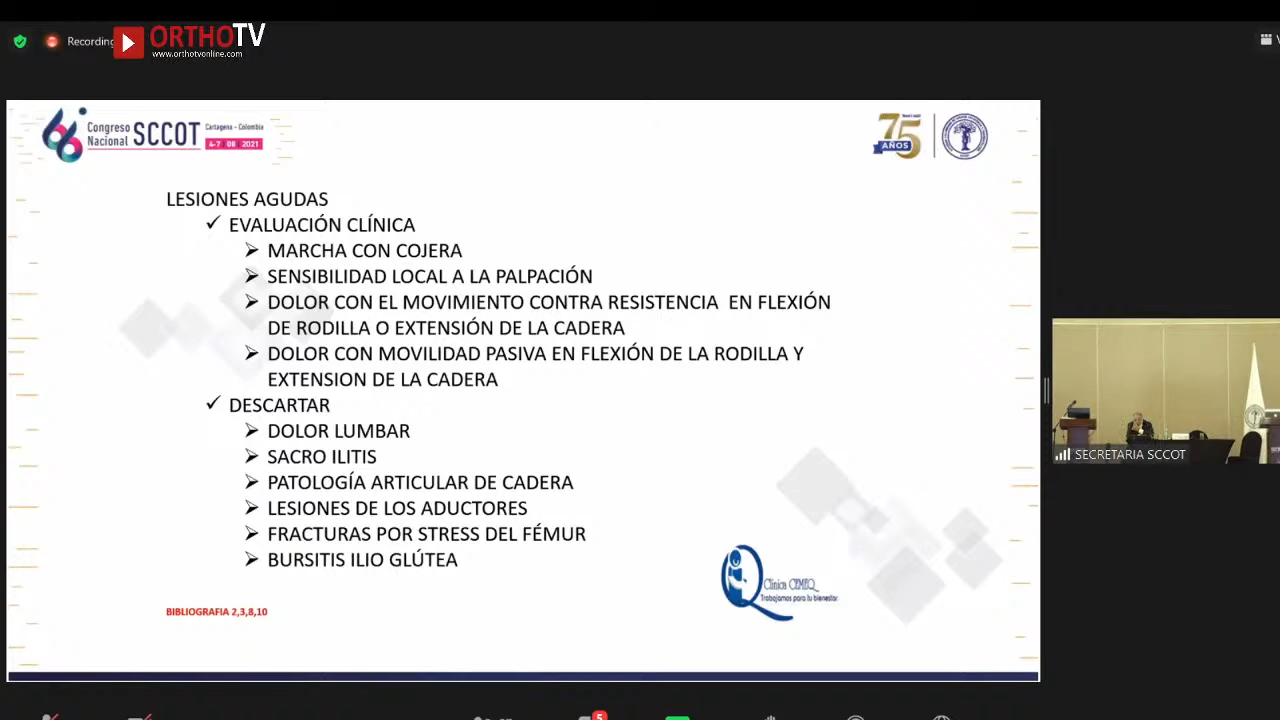 Recording
ORTHOTV
www.orthotvonline.com
66 Congreso Nacional SCCOT
Cartagena - Colombia
4-7 08 2021
75
AÑOS
LESIONES AGUDAS
✓ EVALUACIÓN CLÍNICA
➢ MARCHA CON COJERA
➢ SENSIBILIDAD LOCAL A LA PALPACIÓN
➢ DOLOR CON EL MOVIMIENTO CONTRA RESISTENCIA EN FLEXIÓN
DE RODILLA O EXTENSIÓN DE LA CADERA
➢ DOLOR CON MOVILIDAD PASIVA EN FLEXIÓN DE LA RODILLA Y
EXTENSION DE LA CADERA
✓ DESCARTAR
➢ DOLOR LUMBAR
➢ SACRO ILITIS
➢ PATOLOGÍA ARTICULAR DE CADERA
➢ LESIONES DE LOS ADUCTORES
➢ FRACTURAS POR STRESS DEL FÉMUR
➢ BURSITIS ILIO GLÚTEA
Clínica CEMEQ
Trabajamos para tu bienestar
BIBLIOGRAFIA 2,3,8,10
SECRETARIA SCCOT
5